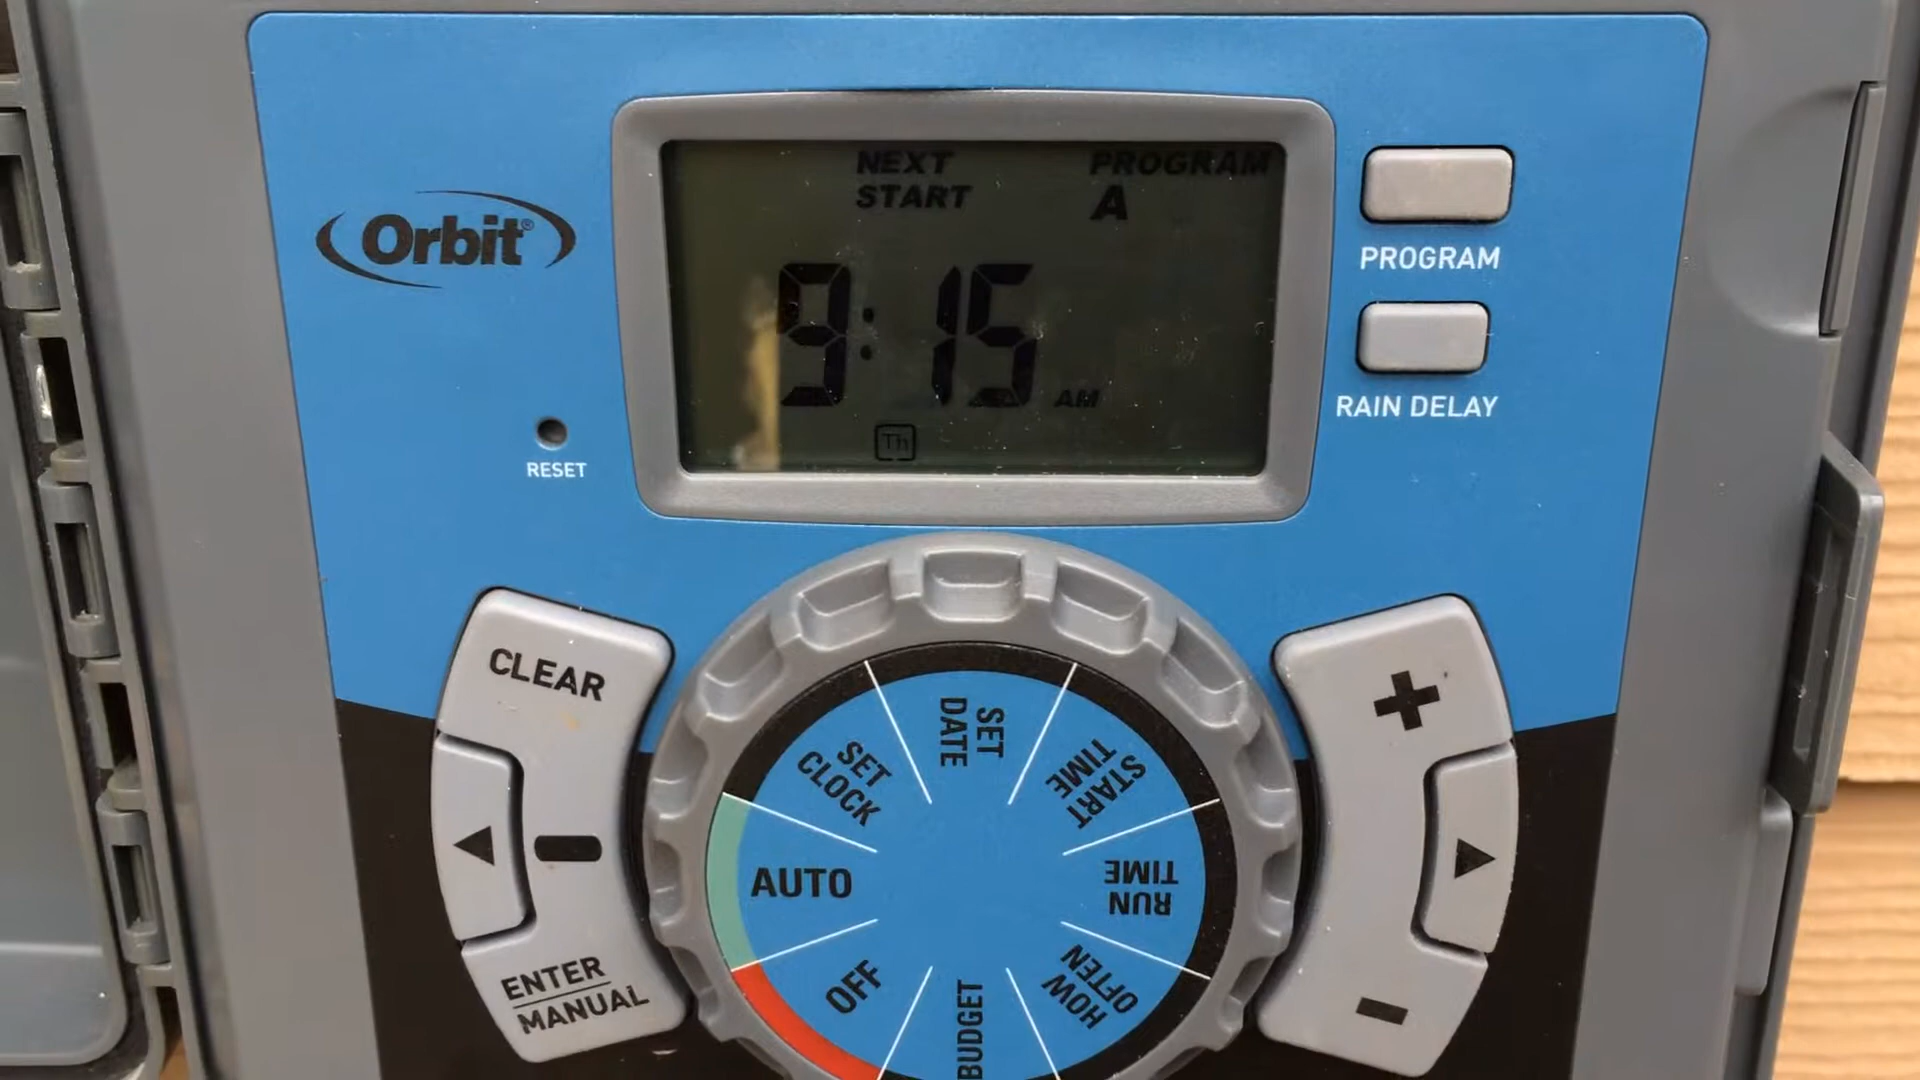 NEXT
START
PROGRAM
A
Orbit®
9:15 AM
Th
PROGRAM
RAIN DELAY
RESET
CLEAR
+
SET
DATE
SET
CLOCK
START
TIME
AUTO
-
RUN
TIME
ENTER
MANUAL
OFF
HOW
OFTEN
BUDGET
-